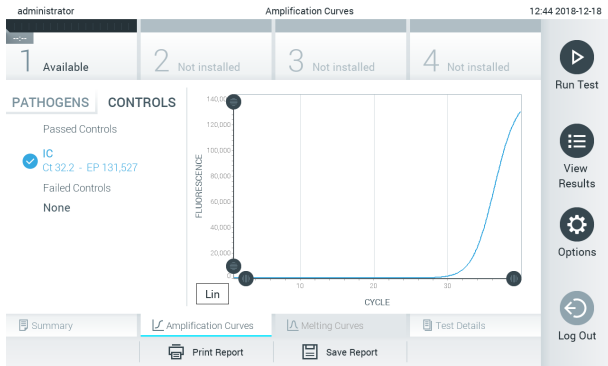 administrator
Amplification Curves
12:44 2018-12-18
--:--
1 Available
2 Not installed
3 Not installed
4 Not installed
Run Test
View
Results
Options
Log Out
PATHOGENS
CONTROLS
Passed Controls
IC
Ct 32.2 - EP 131,527
Failed Controls
None
FLUORESCENCE
140,000
120,000
100,000
80,000
60,000
40,000
20,000
0
10
20
30
CYCLE
Lin
Summary
Amplification Curves
Melting Curves
Test Details
Print Report
Save Report